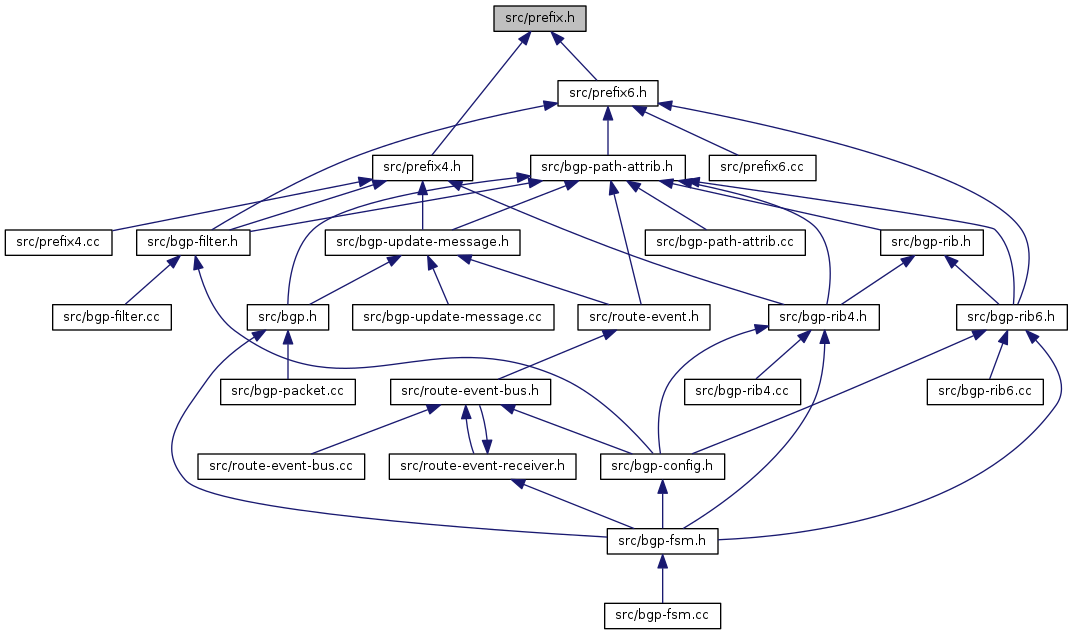 src/prefix.h
src/prefix6.h
src/prefix4.h
src/bgp-path-attrib.h
src/prefix6.cc
src/prefix4.cc
src/bgp-filter.h
src/bgp-update-message.h
src/bgp-path-attrib.cc
src/bgp-rib.h
src/bgp-filter.cc
src/bgp.h
src/bgp-update-message.cc
src/route-event.h
src/bgp-rib4.h
src/bgp-rib6.h
src/bgp-packet.cc
src/route-event-bus.h
src/bgp-rib4.cc
src/bgp-rib6.cc
src/route-event-bus.cc
src/route-event-receiver.h
src/bgp-config.h
src/bgp-fsm.h
src/bgp-fsm.cc